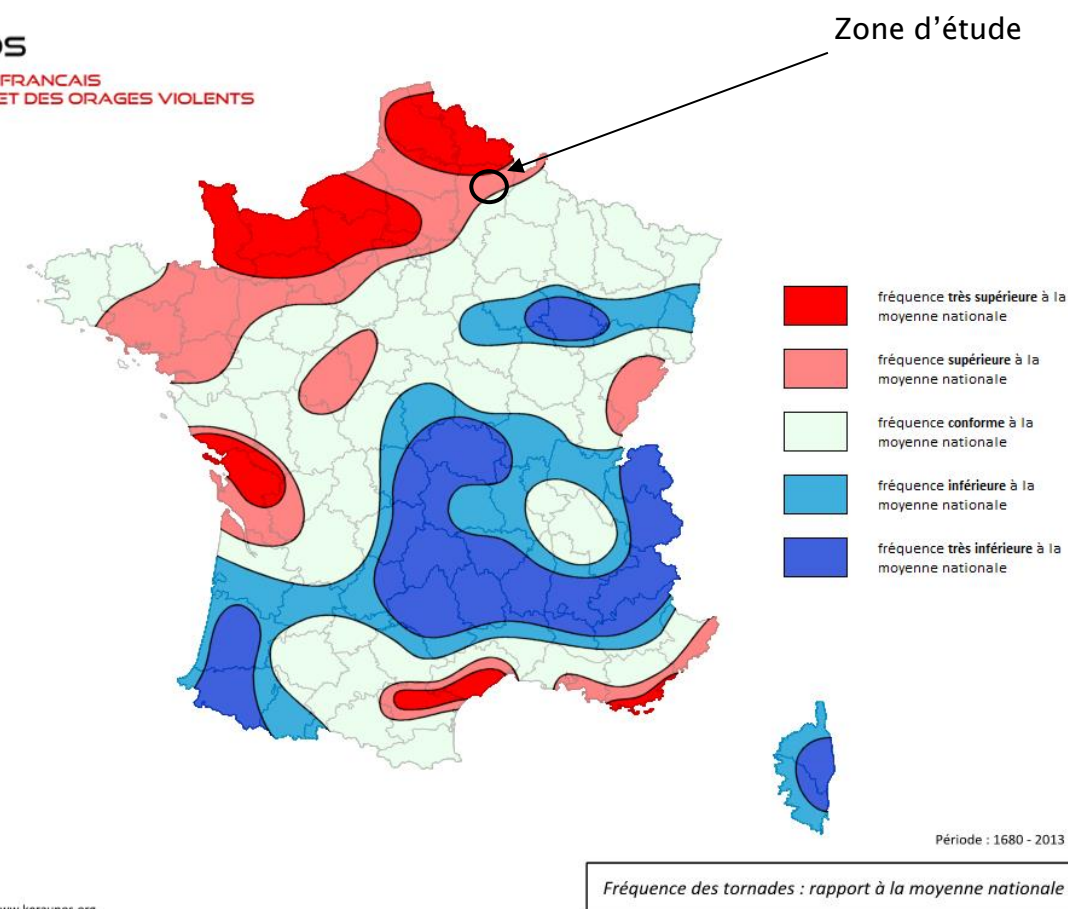 Zone d'étude
FRANCAIS
ET DES ORAGES VIOLENTS
fréquence très supérieure à la
moyenne nationale
fréquence supérieure à la
moyenne nationale
fréquence conforme à la
moyenne nationale
fréquence inférieure à la
moyenne nationale
fréquence très inférieure à la
moyenne nationale
Période : 1680 - 2013
Fréquence des tornades : rapport à la moyenne nationale